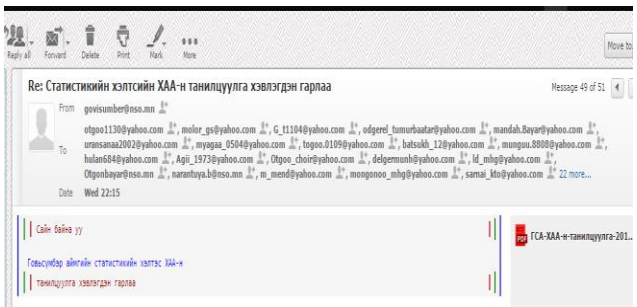 Reply all Forward Delete Print Mark More
Move to
Re: Статистикийн хэлтсийн ХАА-н танилцуулга хэвлэгдэн гарлаа
Message 49 of 51
From govisumber@nso.mn
To otgoo1130@yahoo.com, molor_gs@yahoo.com, G_t1104@yahoo.com, odgerel_tumurbaatar@yahoo.com, mandah.Bayar@yahoo.com,
uransanaa2002@yahoo.com, myagaa_0504@yahoo.com, togoo.0109@yahoo.com, batsukh_12@yahoo.com, munguu.8808@yahoo.com,
hulan684@yahoo.com, Agii_1973@yahoo.com, Otgoo_choir@yahoo.com, delgermunh@yahoo.com, ld_mhg@yahoo.com,
Otgonbayar@nso.mn, narantuya.b@nso.mn, m_mend@yahoo.com, mongonoo_mhg@yahoo.com, sarnai_kto@yahoo.com 22 more...
Date Wed 22:15
Сайн байна уу
PDF ГСА-ХАА-н-танилцуулга-201...
Говьсүмбэр аймгийн статистикийн хэлтэс ХАА-н
танилцуулга хэвлэгдэн гарлаа